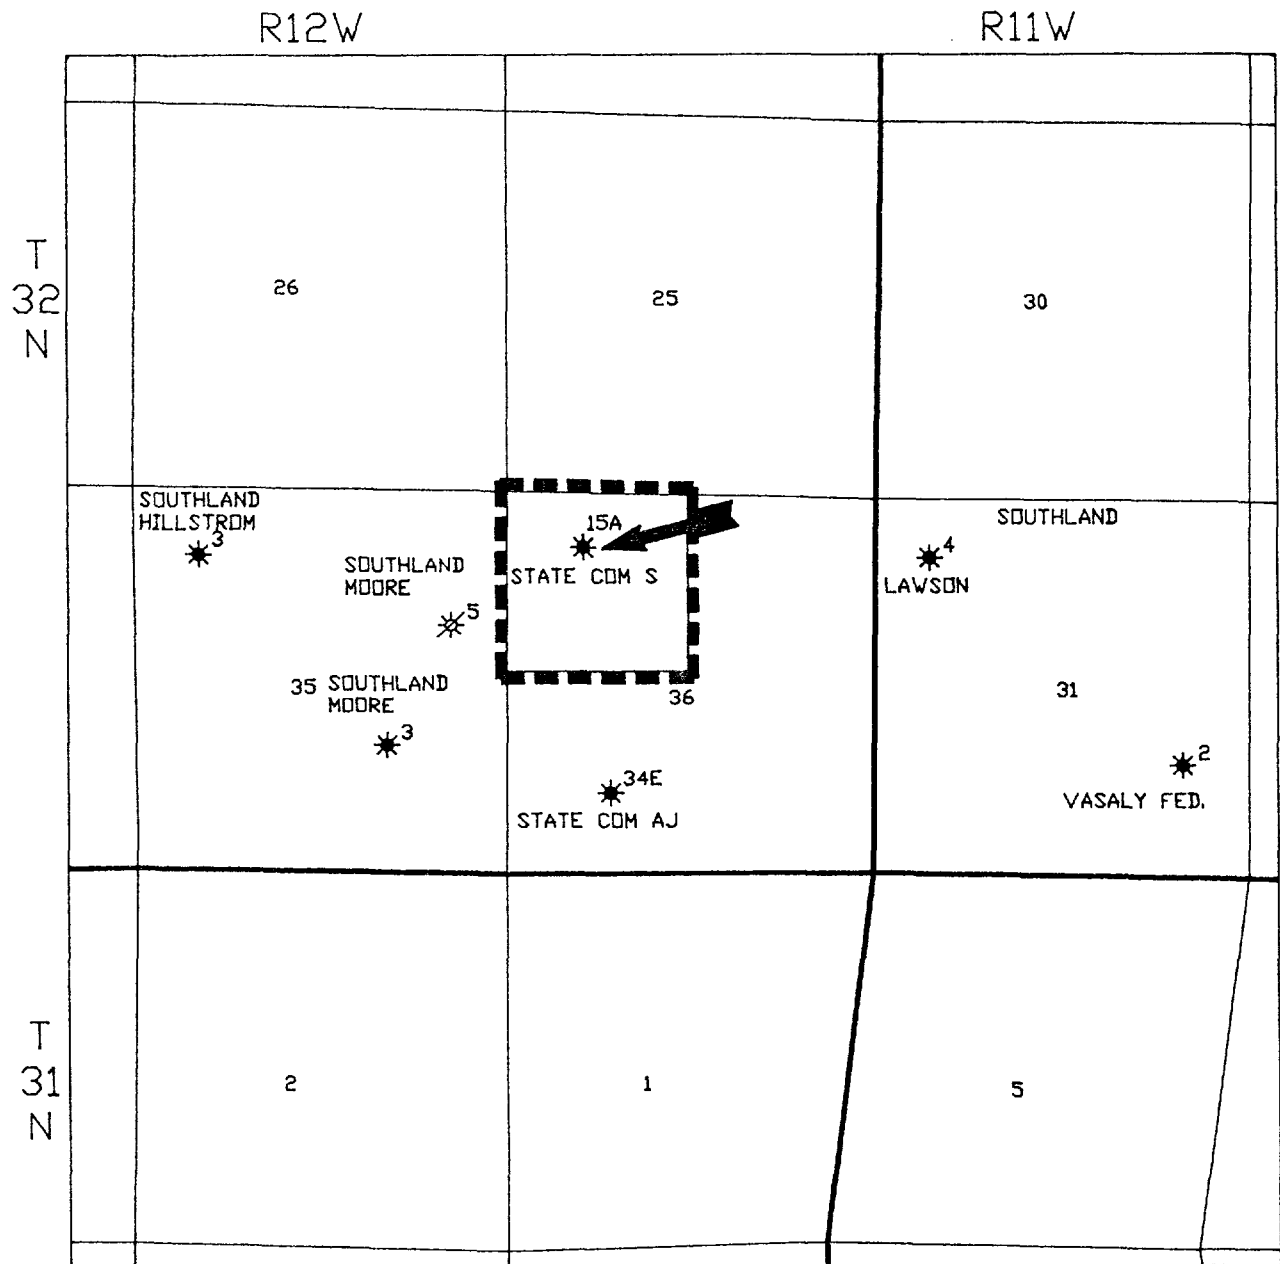 R12W
R11W
T
32
N
26
25
30
SOUTHLAND
HILLSTROM
3
SOUTHLAND
MOORE
5
15A
STATE COM S
SOUTHLAND
4
LAWSON
35
SOUTHLAND
MOORE
3
36
31
34E
STATE COM AJ
2
VASALY FED.
T
31
N
2
1
5